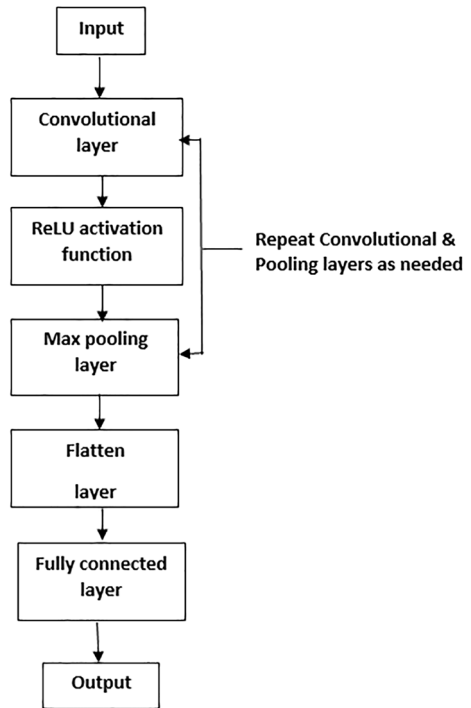 Input
Convolutional
layer
ReLU activation
function
Repeat Convolutional &
Pooling layers as needed
Max pooling
layer
Flatten
layer
Fully connected
layer
Output